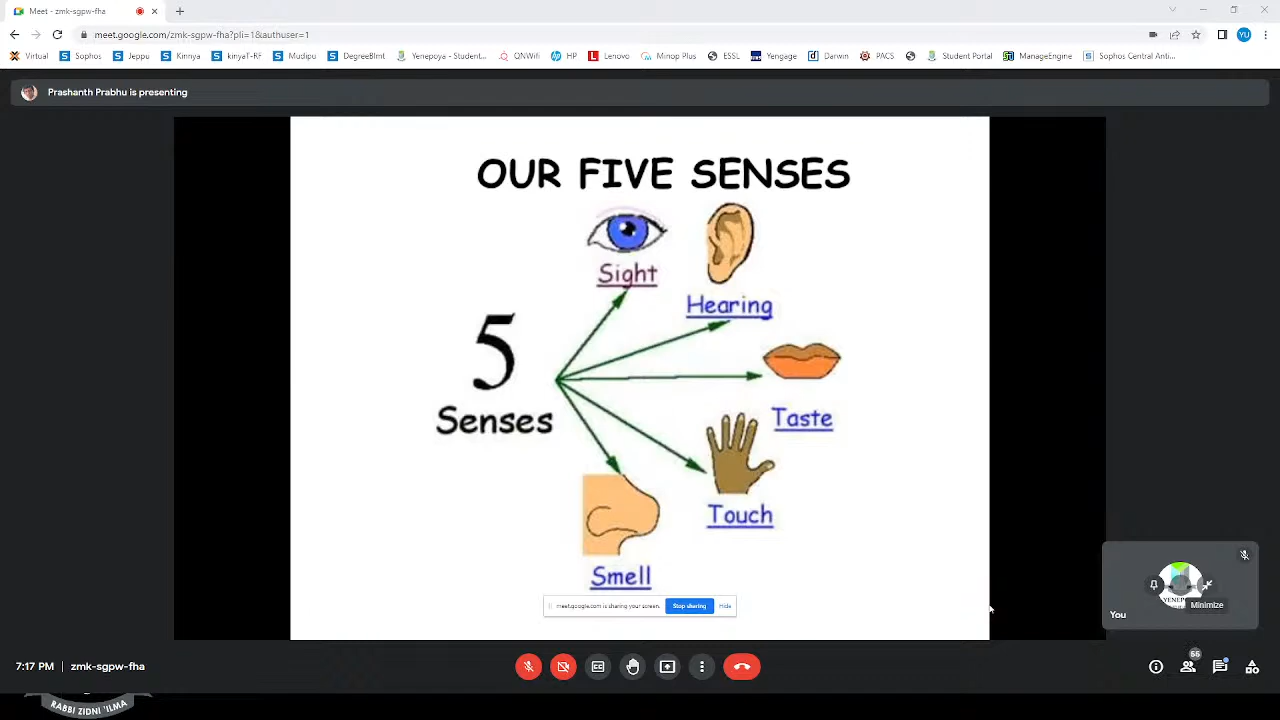 Meet - zmk-sgpw-fha
meet.google.com/zmk-sgpw-fha?pli=1&authuser=1
YU
Virtual
Sophos
Jeppu
Kinnya
kinyaT-RF
Mudipu
DegreeBlmt
Yenepoya - Student...
QNWifi
HP
Lenovo
Minop Plus
ESSL
Yengage
Darwin
PACS
Student Portal
ManageEngine
Sophos Central Anti...
Prashanth Prabhu is presenting
OUR FIVE SENSES
Sight
Hearing
5
Senses
Taste
Touch
Smell
meet.google.com is sharing your screen.
Stop sharing
Hide
Minimize
You
7:17 PM | zmk-sgpw-fha
RABBI ZIDNI 'ILMA